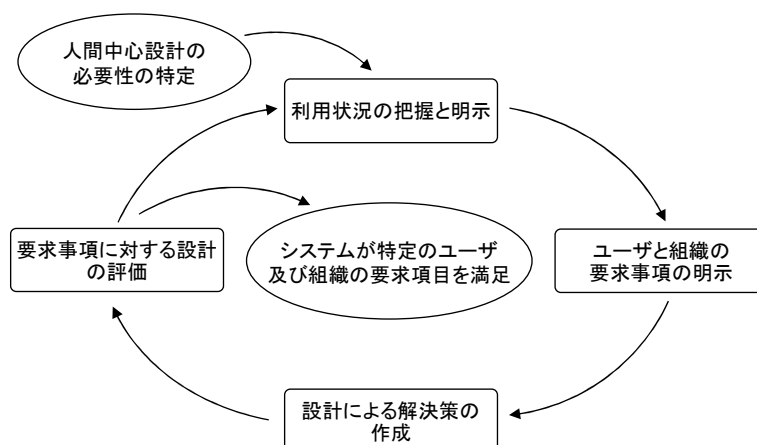 人間中心設計の
必要性の特定
利用状況の把握と明示
要求事項に対する設計
の評価
システムが特定のユーザ
及び組織の要求項目を満足
ユーザと組織の
要求事項の明示
設計による解決策の
作成